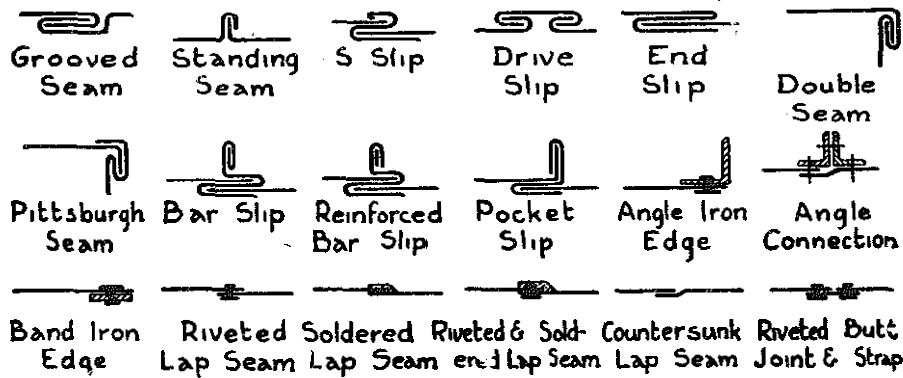 Grooved Seam
Standing Seam
S Slip
Drive Slip
End Slip
Double Seam
Pittsburgh Seam
Bar Slip
Reinforced Bar Slip
Pocket Slip
Angle Iron Edge
Angle Connection
Band Iron Edge
Riveted Lap Seam
Soldered Lap Seam
Riveted & Sold-
ered Lap Seam
Countersunk Lap Seam
Riveted Butt Joint & Strap